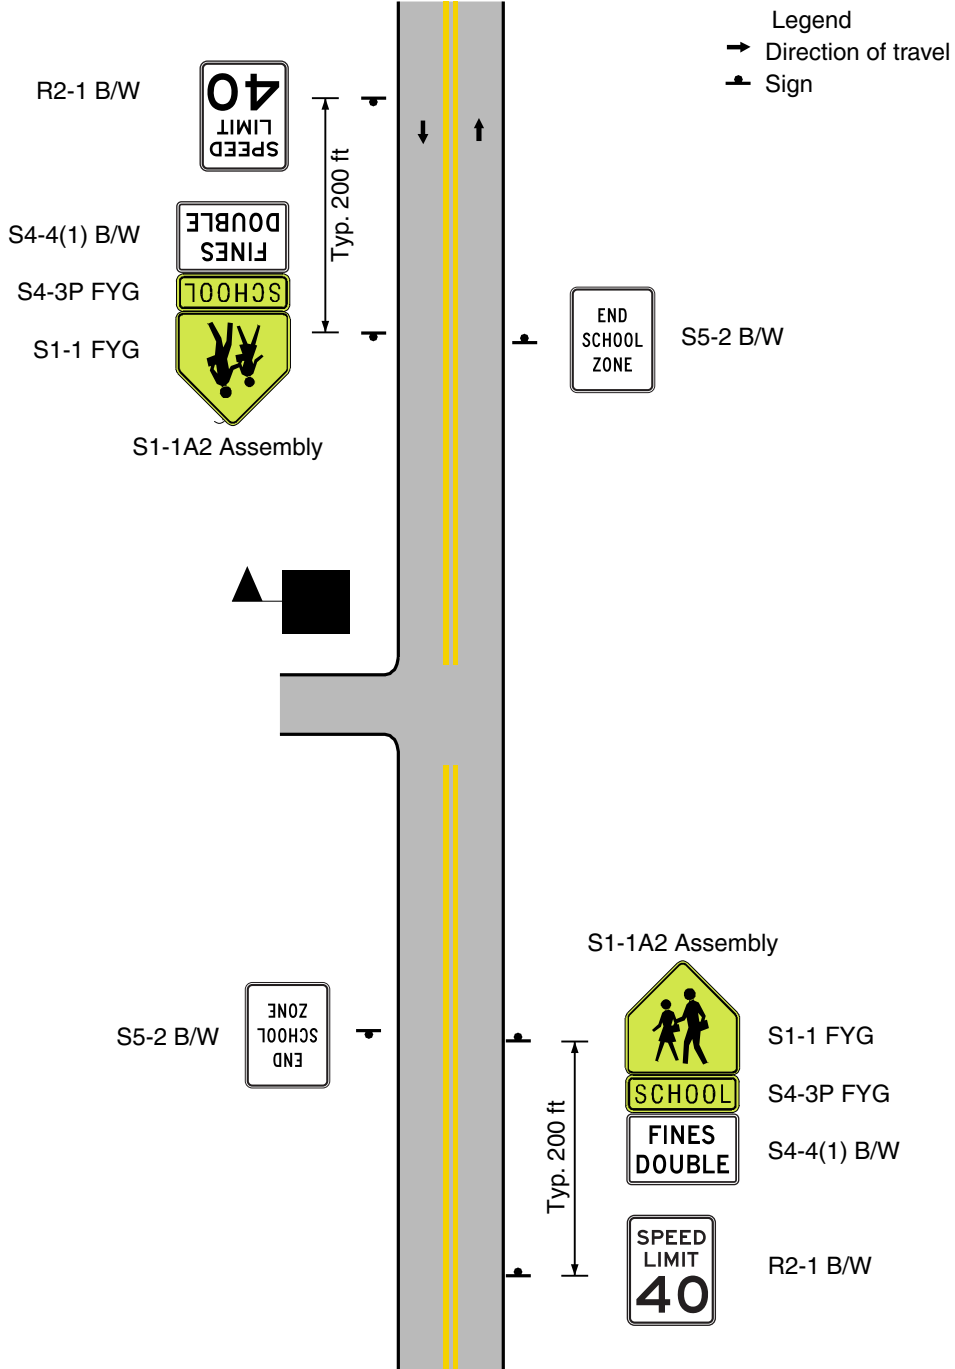 Legend
Direction of travel
Sign
R2-1 B/W
SPEED
LIMIT
40
Typ. 200 ft
S4-4(1) B/W
FINES
DOUBLE
S4-3P FYG
SCHOOL
S1-1 FYG
S1-1A2 Assembly
END
SCHOOL
ZONE
S5-2 B/W
S1-1A2 Assembly
S5-2 B/W
END
SCHOOL
ZONE
S1-1 FYG
SCHOOL
S4-3P FYG
FINES
DOUBLE
S4-4(1) B/W
Typ. 200 ft
SPEED
LIMIT
40
R2-1 B/W